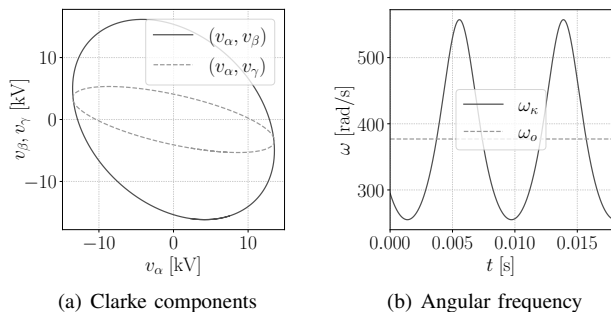 (v_α, v_β)
(v_α, v_γ)
10
0
−10
v_β, v_γ [kV]
−10
0
10
v_α [kV]
(a) Clarke components
500
400
300
ω [rad/s]
ω_κ
ω_o
0.000
0.005
0.010
0.015
t [s]
(b) Angular frequency